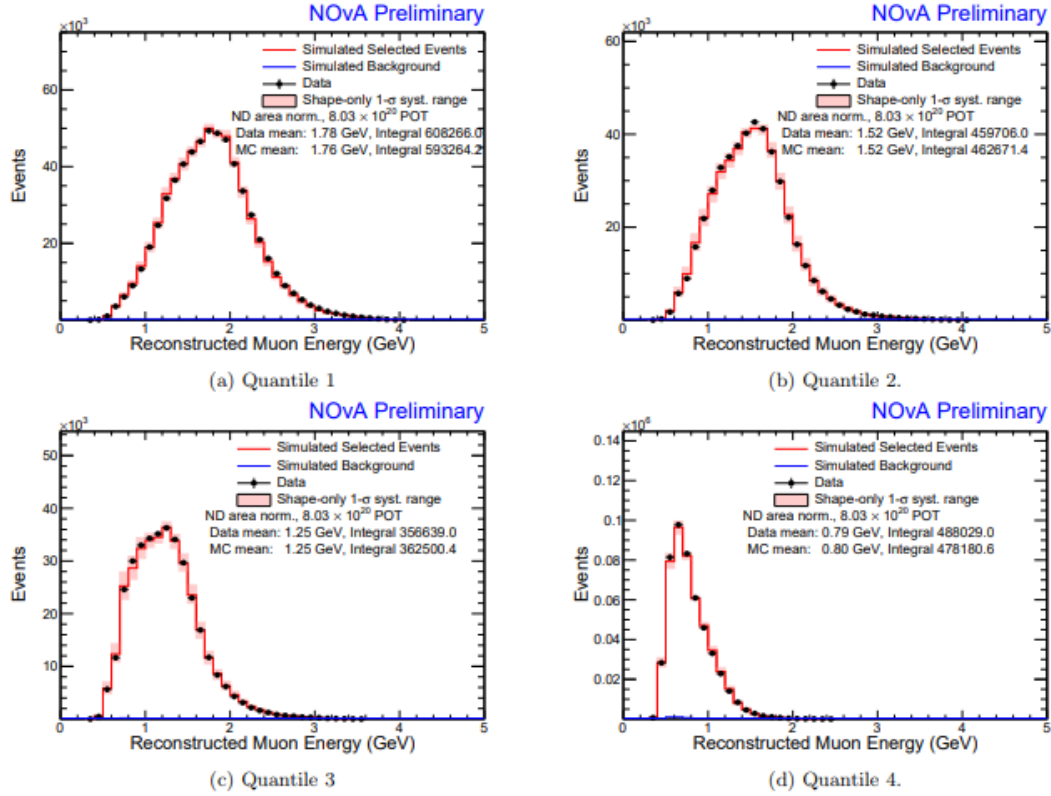 NOvA Preliminary
×10³
Simulated Selected Events
Simulated Background
Data
Shape-only 1-σ syst. range
ND area norm., 8.03 × 10²⁰ POT
Data mean: 1.78 GeV, Integral 608266.0
MC mean: 1.76 GeV, Integral 593264.2
60
40
20
Events
0 1 2 3 4 5
Reconstructed Muon Energy (GeV)
(a) Quantile 1
NOvA Preliminary
×10³
60
Simulated Selected Events
Simulated Background
Data
Shape-only 1-σ syst. range
ND area norm., 8.03 × 10²⁰ POT
Data mean: 1.52 GeV, Integral 459706.0
MC mean: 1.52 GeV, Integral 462671.4
40
20
Events
0 1 2 3 4 5
Reconstructed Muon Energy (GeV)
(b) Quantile 2.
NOvA Preliminary
×10³
Simulated Selected Events
Simulated Background
Data
Shape-only 1-σ syst. range
ND area norm., 8.03 × 10²⁰ POT
Data mean: 1.25 GeV, Integral 356639.0
MC mean: 1.25 GeV, Integral 362500.4
50
40
30
20
10
Events
0 1 2 3 4 5
Reconstructed Muon Energy (GeV)
(c) Quantile 3
NOvA Preliminary
×10⁶
0.14
Simulated Selected Events
Simulated Background
Data
Shape-only 1-σ syst. range
ND area norm., 8.03 × 10²⁰ POT
Data mean: 0.79 GeV, Integral 488029.0
MC mean: 0.80 GeV, Integral 478180.6
0.12
0.1
0.08
0.06
0.04
0.02
Events
0 1 2 3 4 5
Reconstructed Muon Energy (GeV)
(d) Quantile 4.